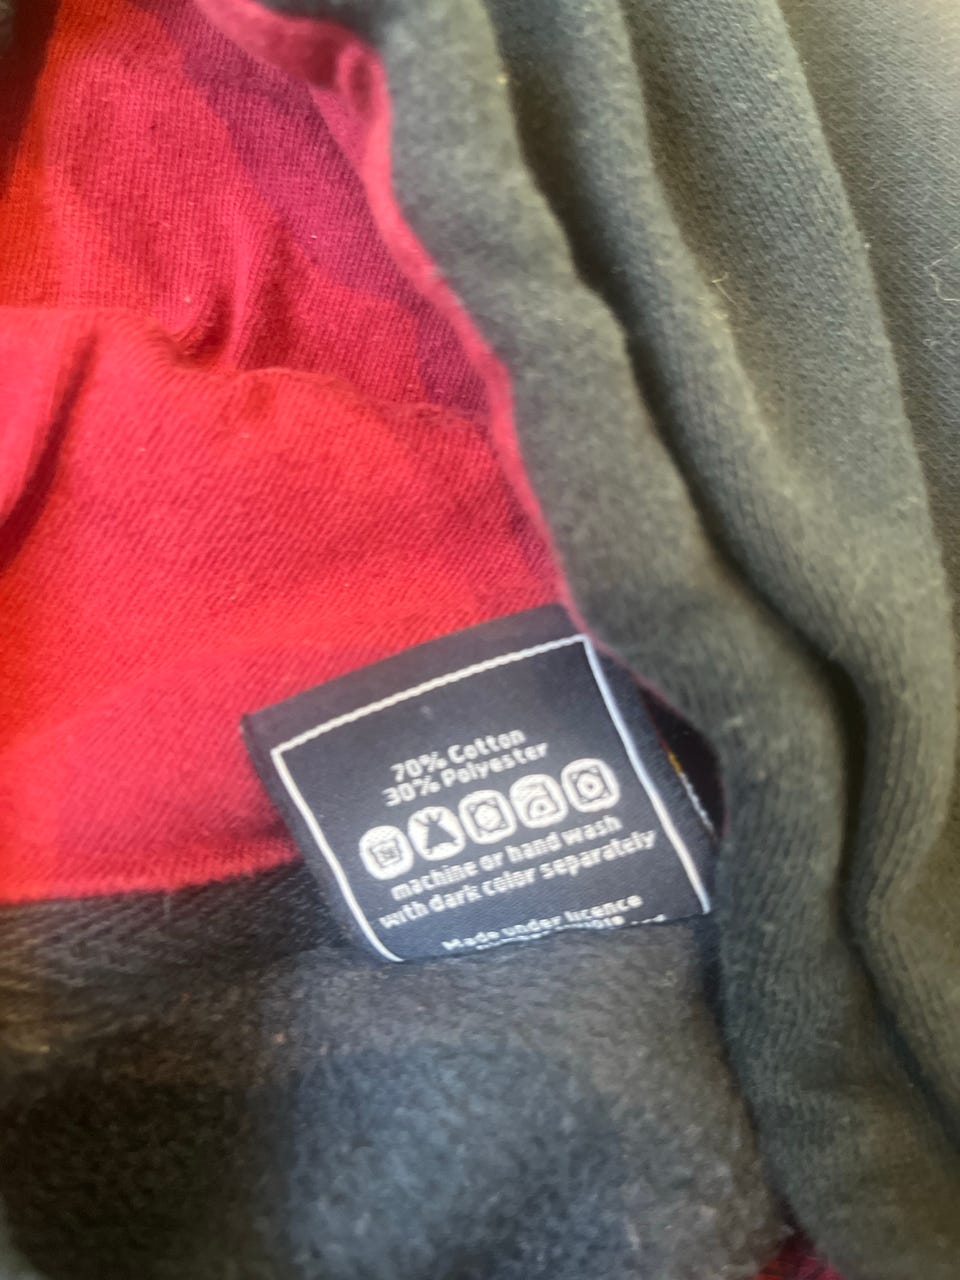 70% Cotton
30% Polyester
machine or hand wash
with dark color separately
Made under licence